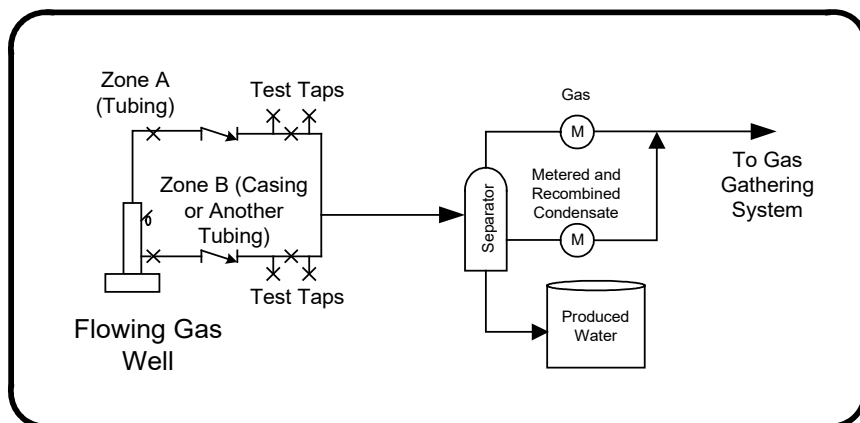 Zone A
(Tubing)
Test Taps
Zone B (Casing
or Another
Tubing)
Test Taps
Flowing Gas
Well
Gas
M
Metered and
Recombined
Condensate
M
Separator
Produced
Water
To Gas
Gathering
System